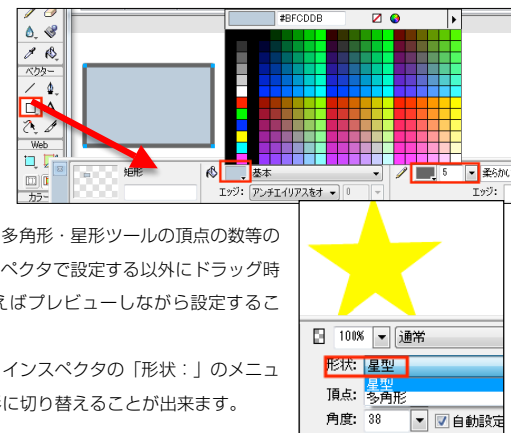 #BFCDDB
ベクター
Web
カラー
矩形
基本
5
柔らかい
エッジ: アンチエイリアスをオ 0
エッジ:
多角形・星形ツールの頂点の数等の
ペクタで設定する以外にドラッグ時
えばプレビューしながら設定するこ
インスペクタの「形状：」のメニュ
に切り替えることが出来ます。
100% 通常
形状: 星型
星型
頂点: 多角形
角度: 38 自動設定